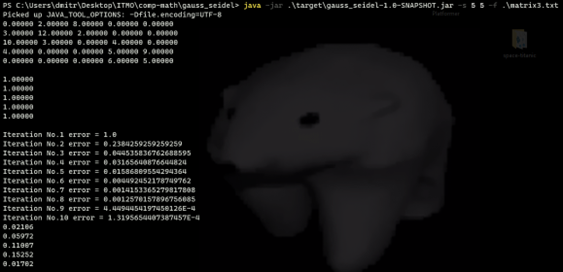 PS C:\Users\dmitr\Desktop\ITMO\comp-math\gauss_seidel> java -jar .\target\gauss_seidel-1.0-SNAPSHOT.jar -s 5 5 -f .\matrix3.txt
Picked up JAVA_TOOL_OPTIONS: -Dfile.encoding=UTF-8
0.00000 2.00000 8.00000 0.00000 0.00000
3.00000 12.00000 2.00000 0.00000 0.00000
10.00000 3.00000 0.00000 4.00000 0.00000
4.00000 0.00000 0.00000 5.00000 9.00000
0.00000 0.00000 0.00000 6.00000 5.00000
1.00000
1.00000
1.00000
1.00000
1.00000
Iteration No.1 error = 1.0
Iteration No.2 error = 0.2384259259259259
Iteration No.3 error = 0.0445358367626885​95
Iteration No.4 error = 0.03165640876644824
Iteration No.5 error = 0.01586809554294364
Iteration No.6 error = 0.004492452178749762
Iteration No.7 error = 0.0014153365279817808
Iteration No.8 error = 0.0012570157896756085
Iteration No.9 error = 4.4494454197450126E-4
Iteration No.10 error = 1.3195654407387457E-4
0.02106
0.05972
0.11007
0.15252
0.01702